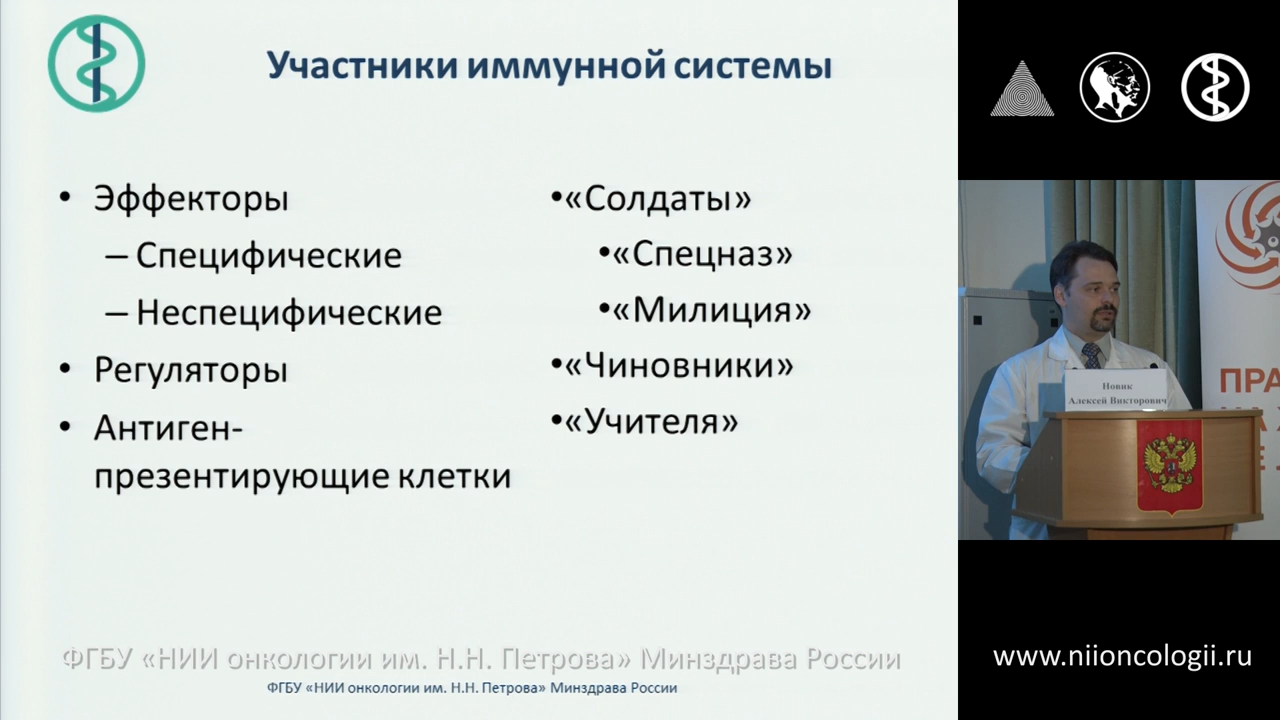 Участники иммунной системы
• Эффекторы
– Специфические
– Неспецифические
• Регуляторы
• Антиген-
презентирующие клетки
•«Солдаты»
•«Спецназ»
•«Милиция»
•«Чиновники»
•«Учителя»
ФГБУ «НИИ онкологии им. Н.Н. Петрова» Минздрава России
ФГБУ «НИИ онкологии им. Н.Н. Петрова» Минздрава России
Новик
Алексей Викторович
ПРА
www.niioncologii.ru